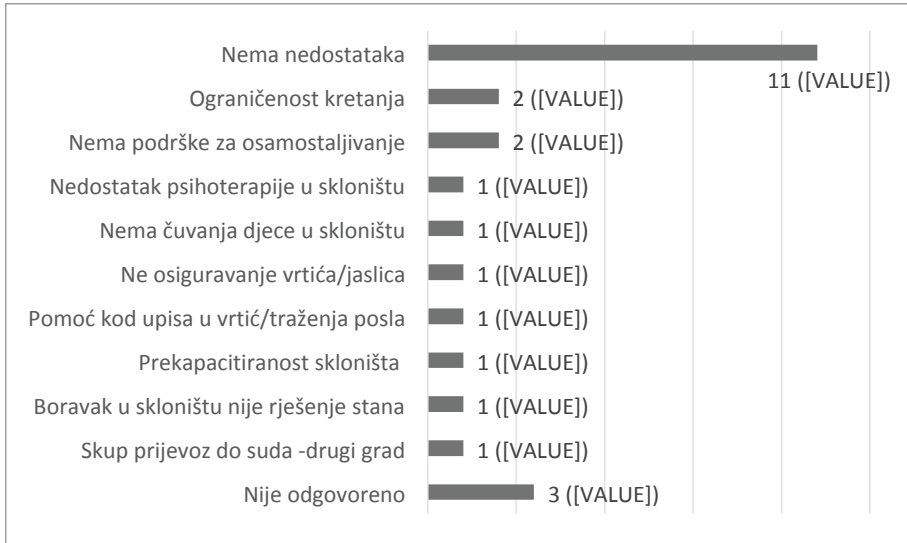 Nema nedostataka
11 ([VALUE])
Ograničenost kretanja 2 ([VALUE])
Nema podrške za osamostaljivanje 2 ([VALUE])
Nedostatak psihoterapije u skloništu 1 ([VALUE])
Nema čuvanja djece u skloništu 1 ([VALUE])
Ne osiguravanje vrtića/jaslica 1 ([VALUE])
Pomoć kod upisa u vrtić/traženja posla 1 ([VALUE])
Prekapacitiranost skloništa 1 ([VALUE])
Boravak u skloništu nije rješenje stana 1 ([VALUE])
Skup prijevoz do suda -drugi grad 1 ([VALUE])
Nije odgovoreno 3 ([VALUE])